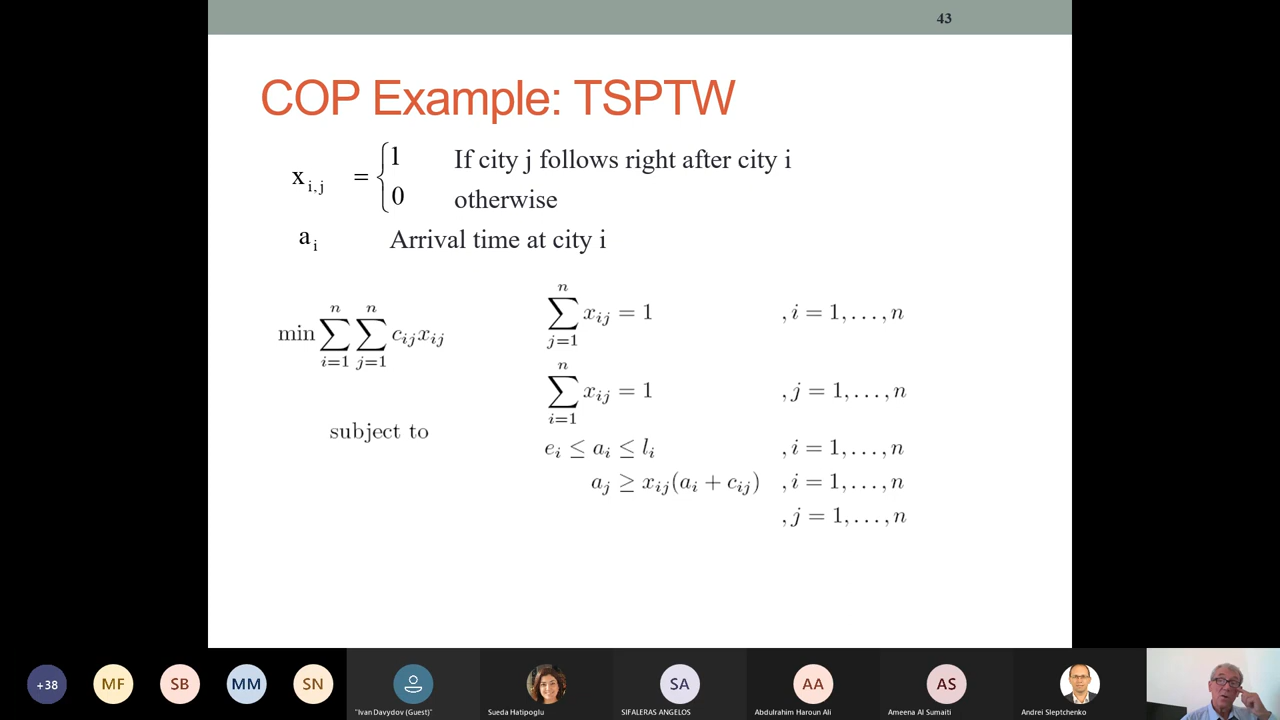 43
COP Example: TSPTW
x i,j = { 1 If city j follows right after city i
0 otherwise
a i Arrival time at city i
min ∑_{i=1}^{n} ∑_{j=1}^{n} c_{ij} x_{ij}
subject to
∑_{j=1}^{n} x_{ij} = 1 , i = 1, . . . , n
∑_{i=1}^{n} x_{ij} = 1 , j = 1, . . . , n
e_i ≤ a_i ≤ l_i , i = 1, . . . , n
a_j ≥ x_{ij}(a_i + c_{ij}) , i = 1, . . . , n
, j = 1, . . . , n
+38 MF SB MM SN SA AA AS
"Ivan Davydov (Guest)" Sueda Hatipoglu SIFALERAS ANGELOS Abdulrahim Haroun Ali Ameena Al Sumaiti Andrei Sleptchenko